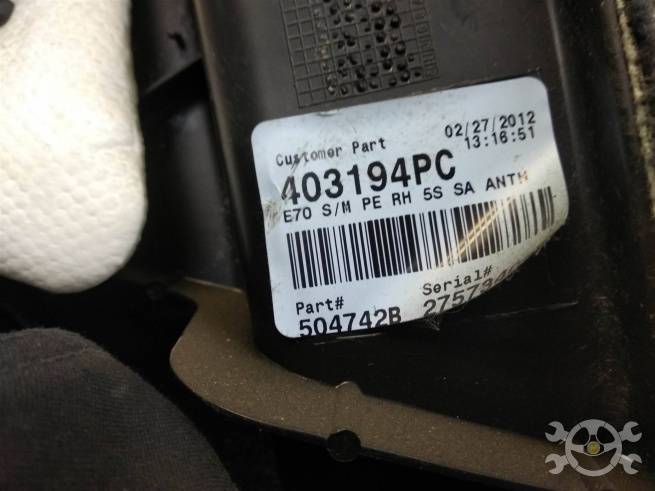 02/27/2012
Customer Part 13:16:51
403194PC
E70 S/M PE RH 5S SA ANTH
Part# Serial#
504742B